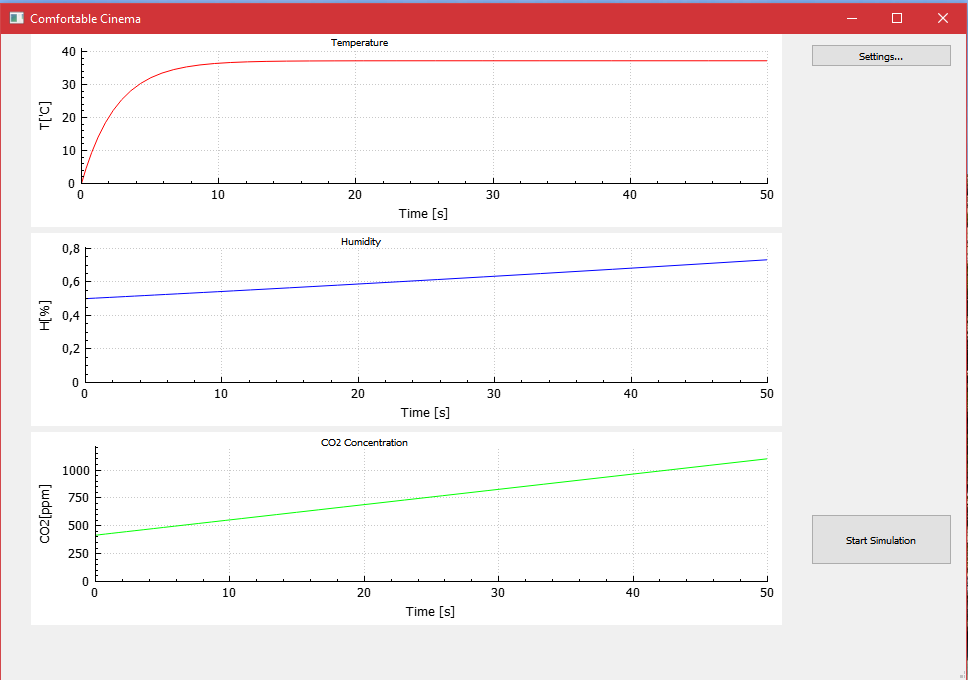 Comfortable Cinema
Settings...
Temperature
T['C]
40
30
20
10
0
0 10 20 30 40 50
Time [s]
Humidity
H[%]
0,8
0,6
0,4
0,2
0
0 10 20 30 40 50
Time [s]
CO2 Concentration
CO2[ppm]
1000
750
500
250
0
0 10 20 30 40 50
Time [s]
Start Simulation